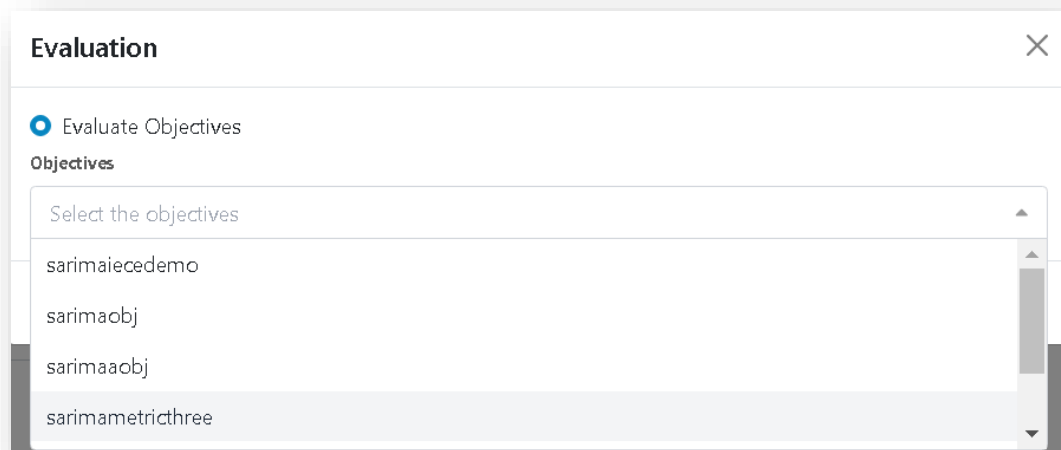 Evaluation
Evaluate Objectives
Objectives
Select the objectives
sarimaiecedemo
sarimaobj
sarimaaobj
sarimametricthree